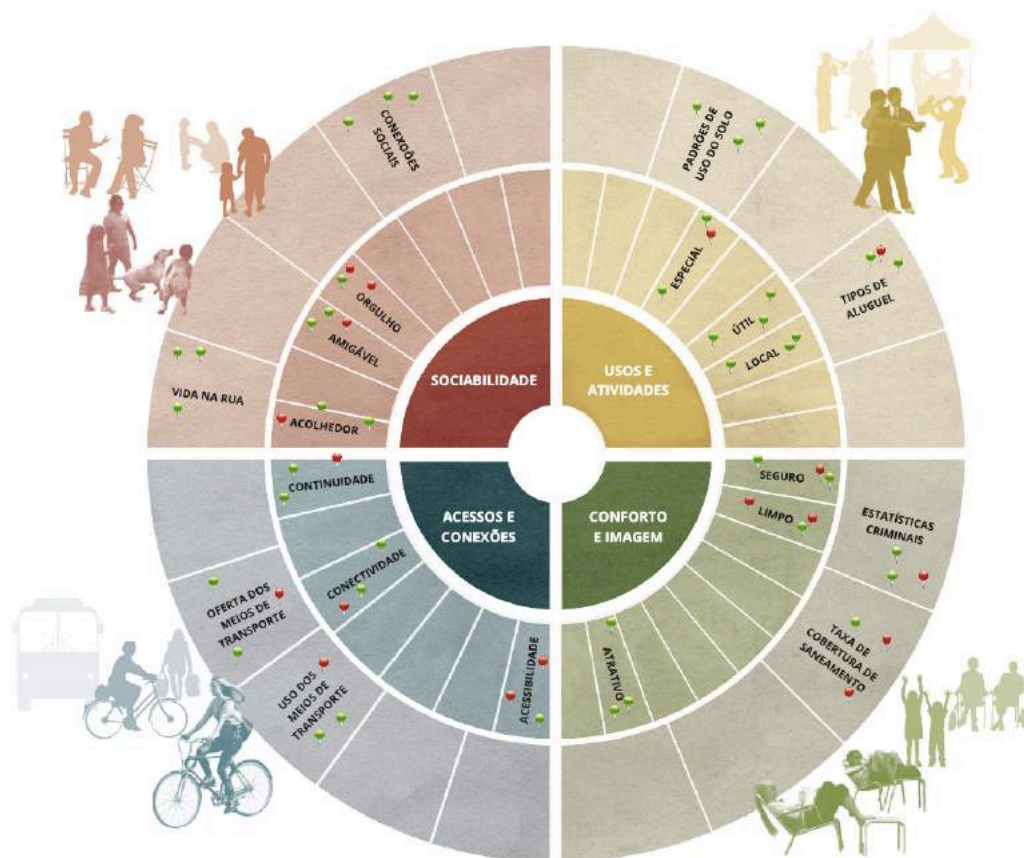 CONEXÕES
SOCIAIS
ORGULHO
AMIGÁVEL
VIDA NA RUA
ACOLHEDOR
SOCIABILIDADE
PADRÕES DE
USO DO SOLO
ESPECIAL
TIPOS DE
ALUGUEL
ÚTIL
LOCAL
USOS E
ATIVIDADES
CONTINUIDADE
CONECTIVIDADE
OFERTA DOS
MEIOS DE
TRANSPORTE
USO DOS
MEIOS DE
TRANSPORTE
ACESSIBILIDADE
ACESSOS E
CONEXÕES
CONFORTO
E IMAGEM
SEGURO
LIMPO
ESTATÍSTICAS
CRIMINAIS
TAXA DE
COBERTURA DE
SANEAMENTO
ATRATIVO